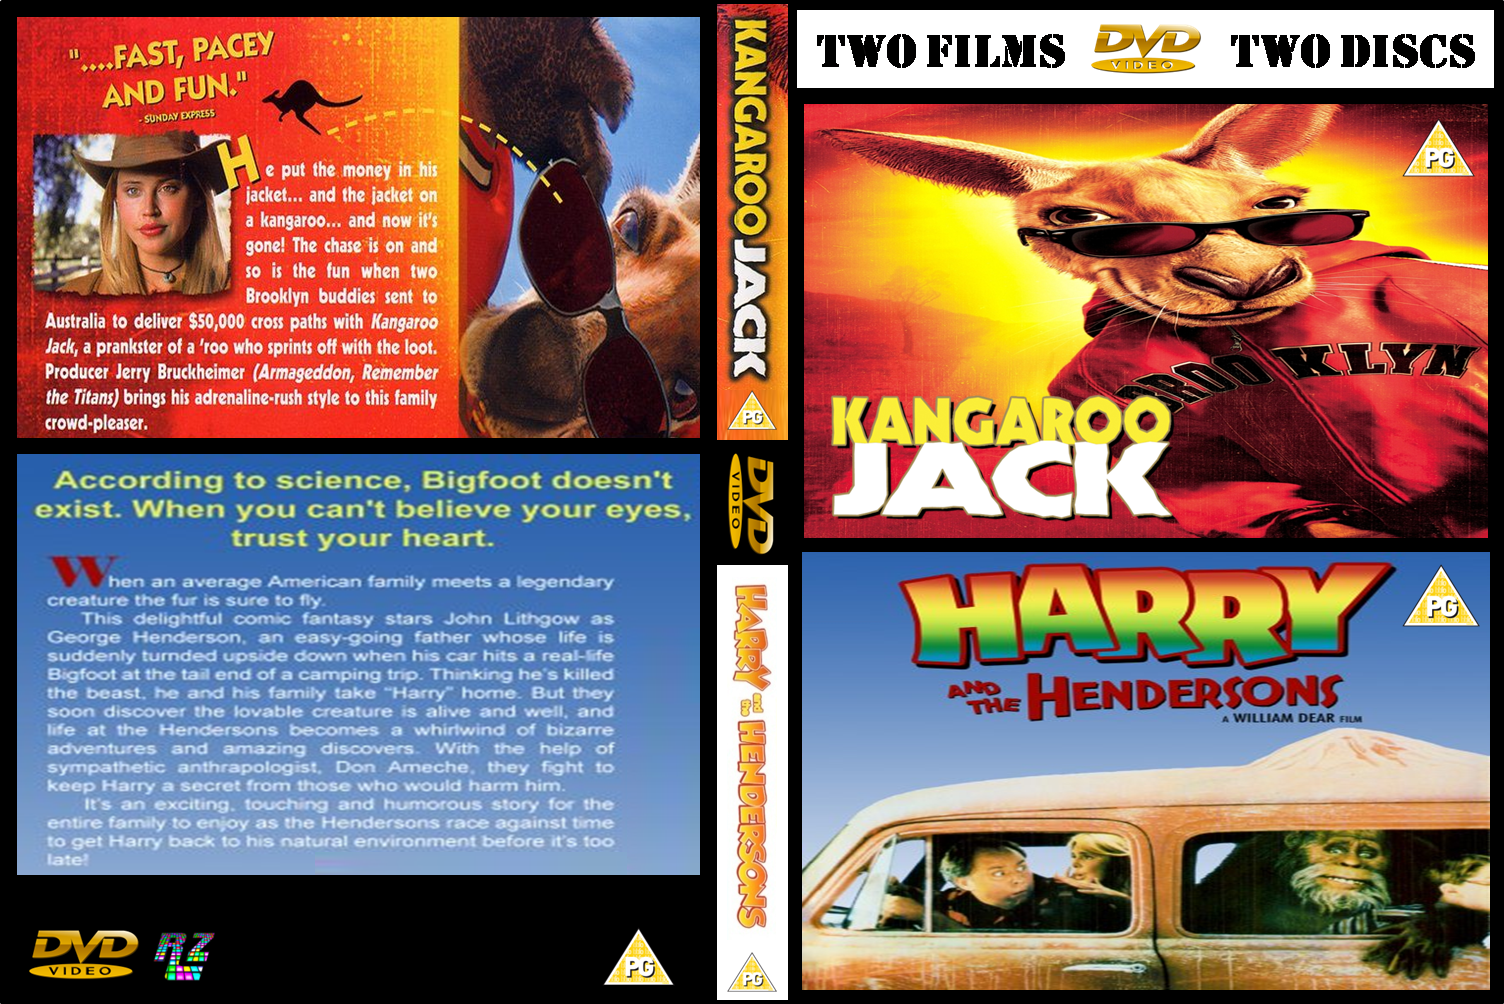 "....FAST, PACEY
AND FUN."
- SUNDAY EXPRESS
He put the money in his
jacket... and the jacket on
a kangaroo... and now it's
gone! The chase is on and
so is the fun when two
Brooklyn buddies sent to
Australia to deliver $50,000 cross paths with Kangaroo
Jack, a prankster of a 'roo who sprints off with the loot.
Producer Jerry Bruckheimer (Armageddon, Remember
the Titans) brings his adrenaline-rush style to this family
crowd-pleaser.
According to science, Bigfoot doesn't
exist. When you can't believe your eyes,
trust your heart.
When an average American family meets a legendary
creature the fur is sure to fly.
This delightful comic fantasy stars John Lithgow as
George Henderson, an easy-going father whose life is
suddenly turnded upside down when his car hits a real-life
Bigfoot at the tail end of a camping trip. Thinking he's killed
the beast, he and his family take "Harry" home. But they
soon discover the lovable creature is alive and well, and
life at the Hendersons becomes a whirlwind of bizarre
adventures and amazing discovers. With the help of
sympathetic anthrapologist, Don Ameche, they fight to
keep Harry a secret from those who would harm him.
It's an exciting, touching and humorous story for the
entire family to enjoy as the Hendersons race against time
to get Harry back to his natural environment before it's too
late!
DVD
VIDEO
PG
KANGAROO JACK
PG
DVD
VIDEO
HARRY and the HENDERSONS
PG
TWO FILMS DVD VIDEO TWO DISCS
PG
BROOKLYN
KANGAROO
JACK
HARRY
PG
AND THE HENDERSONS
A WILLIAM DEAR FILM